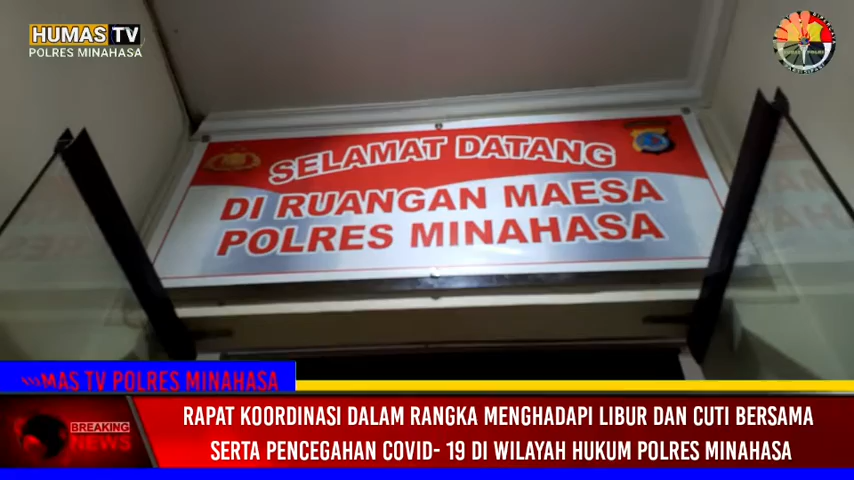 HUMAS TV
POLRES MINAHASA
SELAMAT DATANG
DI RUANGAN MAESA
POLRES MINAHASA
HUMAS TV POLRES MINAHASA
BREAKING
NEWS
RAPAT KOORDINASI DALAM RANGKA MENGHADAPI LIBUR DAN CUTI BERSAMA
SERTA PENCEGAHAN COVID- 19 DI WILAYAH HUKUM POLRES MINAHASA